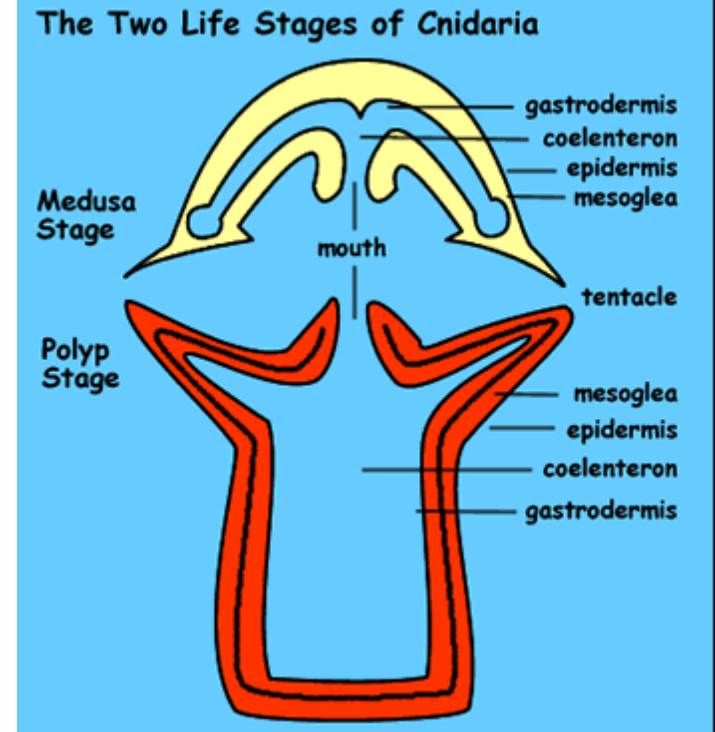 The Two Life Stages of Cnidaria
gastrodermis
coelenteron
epidermis
mesoglea
Medusa
Stage
mouth
tentacle
Polyp
Stage
mesoglea
epidermis
coelenteron
gastrodermis